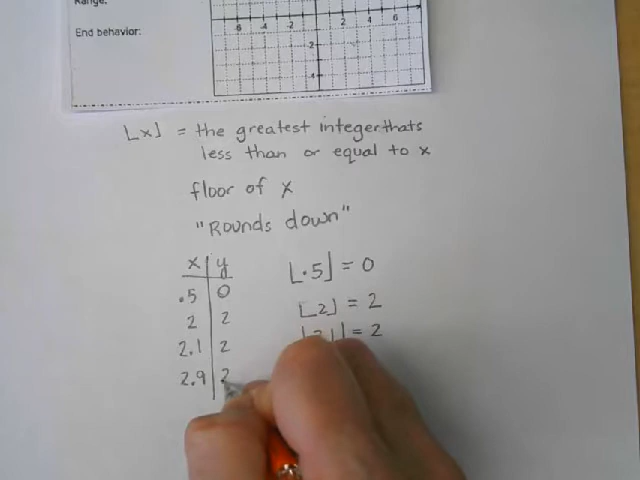 Range:
-6 -4 -2 2 4 6
End behavior:
-2
-4
⌊x⌋ = the greatest integer thats
less than or equal to x
floor of x
"Rounds down"
x y
.5 0
2 2
2.1 2
2.9 2
⌊.5⌋ = 0
⌊2⌋ = 2
= 2